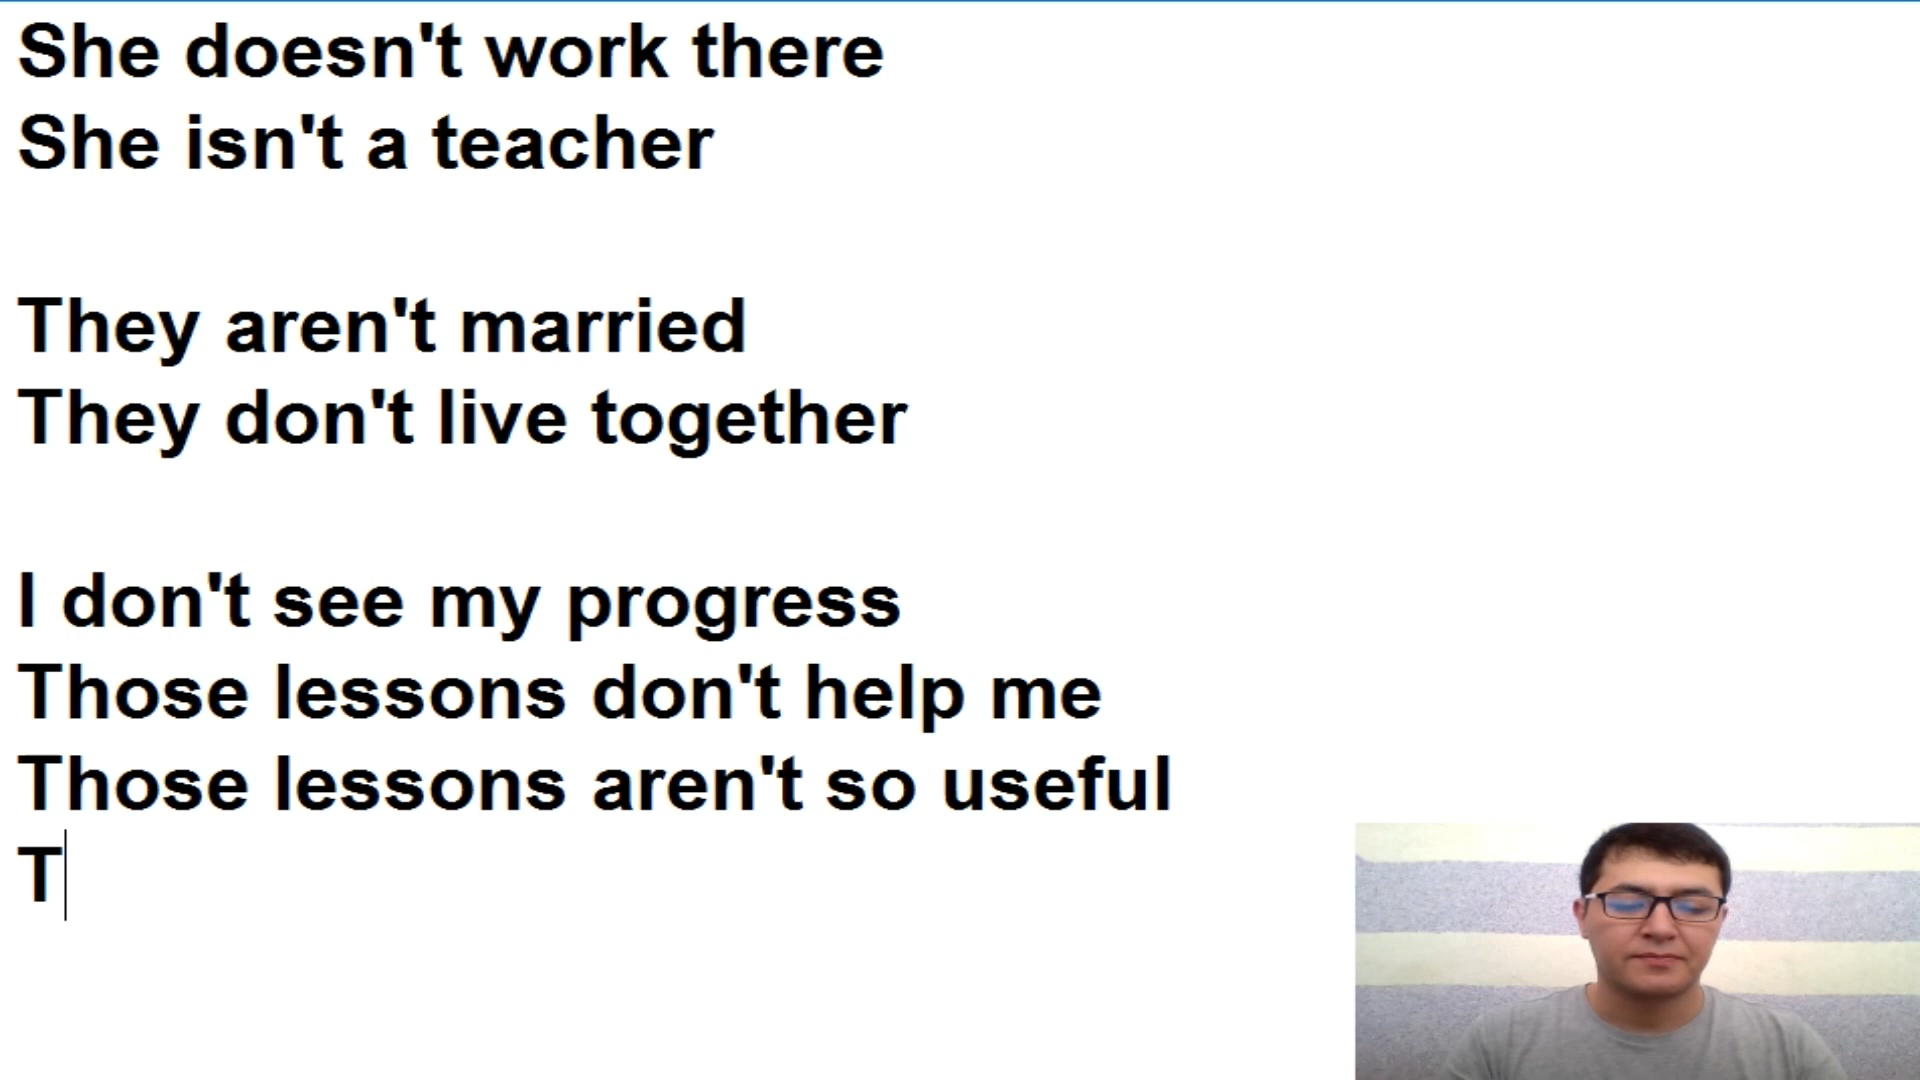 She doesn't work there
She isn't a teacher
They aren't married
They don't live together
I don't see my progress
Those lessons don't help me
Those lessons aren't so useful
T